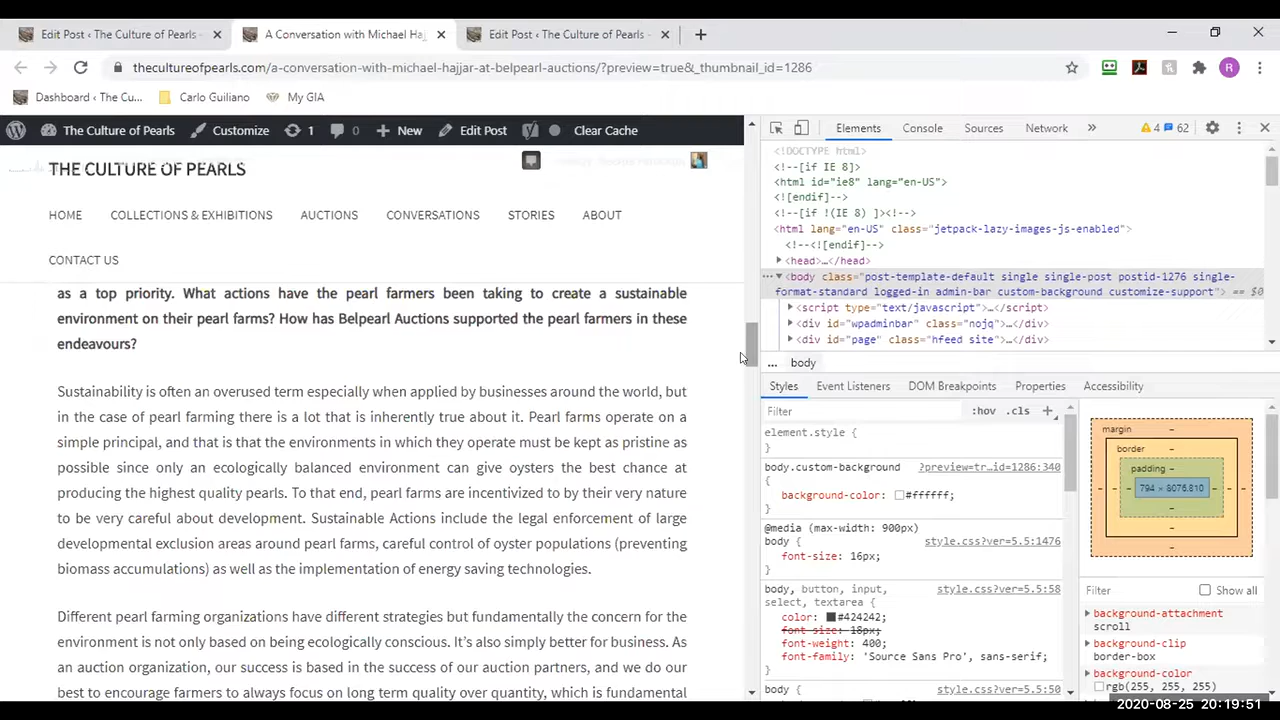 Edit Post ‹ The Culture of Pearls -
A Conversation with Michael Haj
Edit Post ‹ The Culture of Pearls -
thecultureofpearls.com/a-conversation-with-michael-hajjar-at-belpearl-auctions/?preview=true&_thumbnail_id=1286
R
Dashboard ‹ The Cu...
Carlo Guiliano
My GIA
The Culture of Pearls
Customize
1
0
New
Edit Post
Clear Cache
THE CULTURE OF PEARLS
HOME
COLLECTIONS & EXHIBITIONS
AUCTIONS
CONVERSATIONS
STORIES
ABOUT
CONTACT US
as a top priority. What actions have the pearl farmers been taking to create a sustainable
environment on their pearl farms? How has Belpearl Auctions supported the pearl farmers in these
endeavours?
Sustainability is often an overused term especially when applied by businesses around the world, but
in the case of pearl farming there is a lot that is inherently true about it. Pearl farms operate on a
simple principal, and that is that the environments in which they operate must be kept as pristine as
possible since only an ecologically balanced environment can give oysters the best chance at
producing the highest quality pearls. To that end, pearl farms are incentivized to by their very nature
to be very careful about development. Sustainable Actions include the legal enforcement of large
developmental exclusion areas around pearl farms, careful control of oyster populations (preventing
biomass accumulations) as well as the implementation of energy saving technologies.
Different pearl farming organizations have different strategies but fundamentally the concern for the
environment is not only based on being ecologically conscious. It's also simply better for business. As
an auction organization, our success is based in the success of our auction partners, and we do our
best to encourage farmers to always focus on long term quality over quantity, which is fundamental
Elements
Console
Sources
Network
»
4
62
<!DOCTYPE html>
<!--[if IE 8]>
<html id="ie8" lang="en-US">
<![endif]-->
<!--[if !(IE 8) ]><!-->
<html lang="en-US" class="jetpack-lazy-images-js-enabled">
<!--<![endif]-->
<head>…</head>
<body class="post-template-default single single-post postid-1276 single-
format-standard logged-in admin-bar custom-background customize-support"> == $0
<script type="text/javascript">…</script>
<div id="wpadminbar" class="nojq">…</div>
<div id="page" class="hfeed site">…</div>
... body
Styles
Event Listeners
DOM Breakpoints
Properties
Accessibility
Filter
:hov
.cls
+
element.style {
}
body.custom-background
?preview=tr…id=1286:340
{
background-color: #ffffff;
}
@media (max-width: 900px)
body {
style.css?ver=5.5:1476
font-size: 16px;
}
body, button, input,
style.css?ver=5.5:58
select, textarea {
color: #424242;
font-size: 18px;
font-weight: 400;
font-family: 'Source Sans Pro', sans-serif;
}
body {
style.css?ver=5.5:50
margin
border
padding
794 × 8076.810
Filter
Show all
background-attachment
scroll
background-clip
border-box
background-color
rgb(255, 255, 255)
2020-08-25 20:19:51